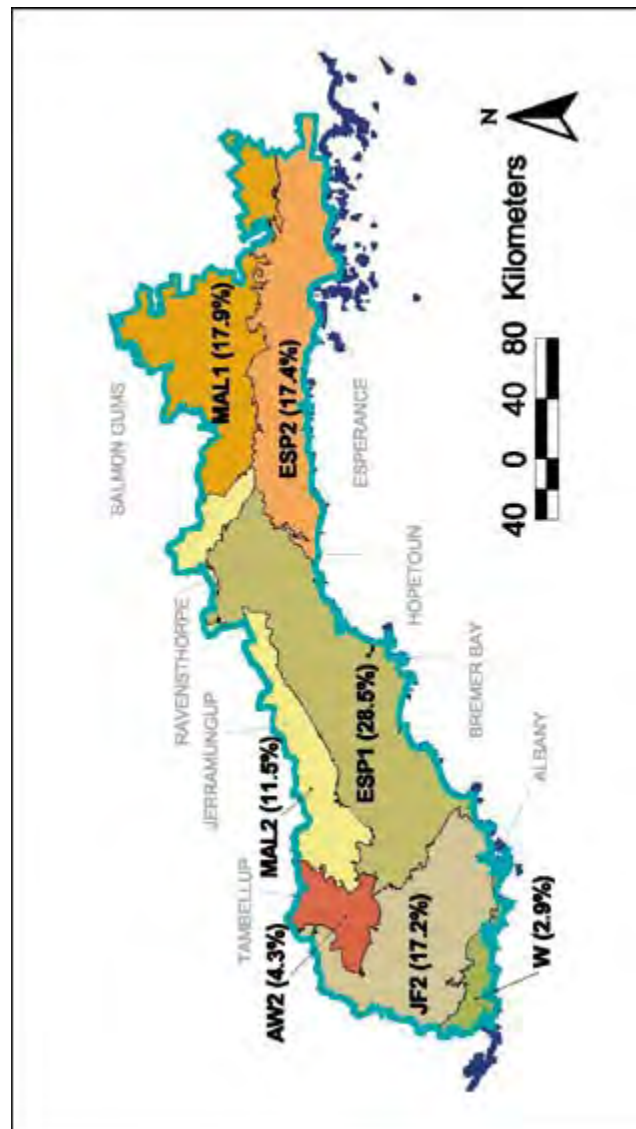 SALMON GUMS
RAVENSTHORPE
JERRAMUNGUP
TAMBELLUP
MAL1 (17.9%)
ESP2 (17.4%)
MAL2 (11.5%)
ESP1 (28.5%)
AW2 (4.3%)
JF2 (17.2%)
W (2.9%)
ESPERANCE
HOPETOUN
BREMER BAY
ALBANY
N
40 0 40 80 Kilometers